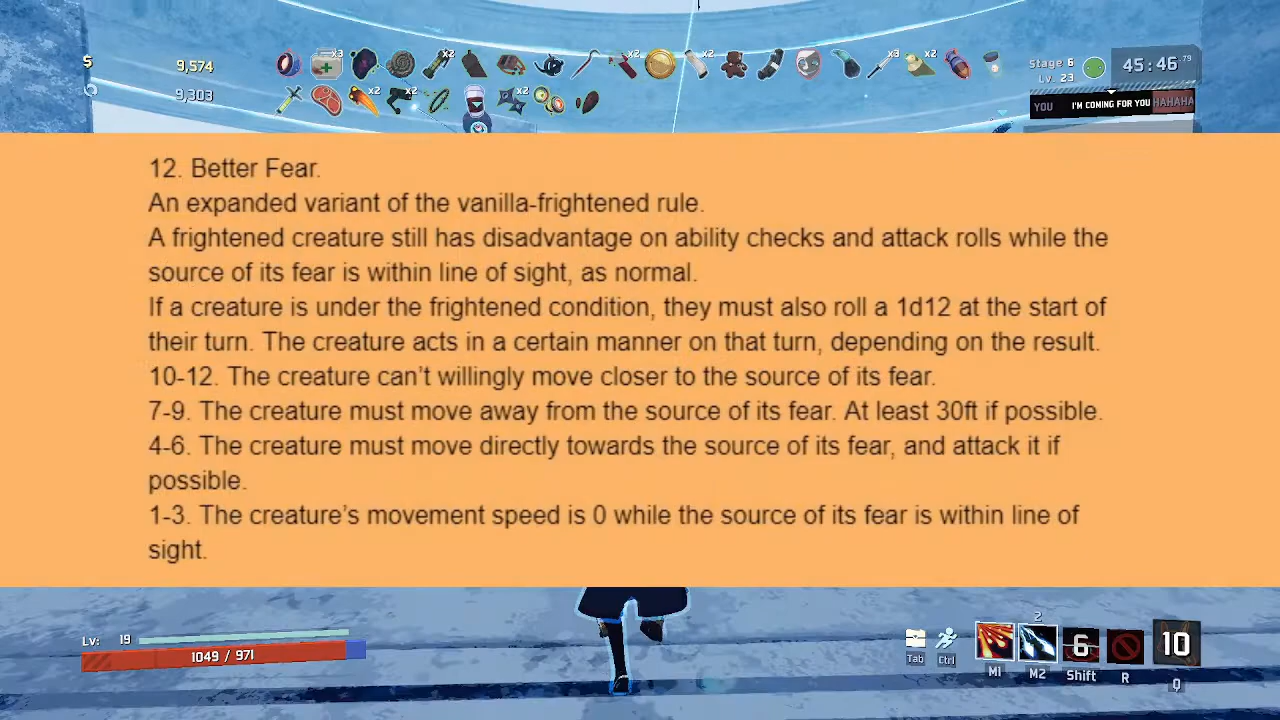 $ 9,574
9,303
x3
x2
x2
x2
x3
x2
x2
x2
x2
Stage 6
Lv. 23
45:46 79
YOU I'M COMING FOR YOU HAHAHA
12. Better Fear.
An expanded variant of the vanilla-frightened rule.
A frightened creature still has disadvantage on ability checks and attack rolls while the
source of its fear is within line of sight, as normal.
If a creature is under the frightened condition, they must also roll a 1d12 at the start of
their turn. The creature acts in a certain manner on that turn, depending on the result.
10-12. The creature can't willingly move closer to the source of its fear.
7-9. The creature must move away from the source of its fear. At least 30ft if possible.
4-6. The creature must move directly towards the source of its fear, and attack it if
possible.
1-3. The creature's movement speed is 0 while the source of its fear is within line of
sight.
Lv: 19
1049 / 971
2
6
10
Tab Ctrl M1 M2 Shift R Q